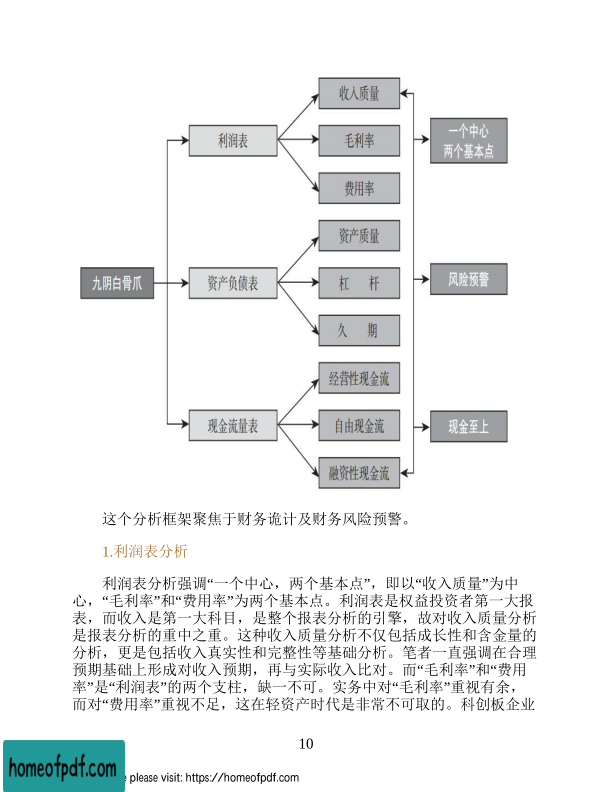 收入质量
利润表
毛利率
费用率
一个中心
两个基本点
资产质量
九阴白骨爪
资产负债表
杠 杆
久 期
风险预警
经营性现金流
现金流量表
自由现金流
融资性现金流
现金至上
这个分析框架聚焦于财务诡计及财务风险预警。
1.利润表分析
利润表分析强调“一个中心，两个基本点”，即以“收入质量”为中
心，“毛利率”和“费用率”为两个基本点。利润表是权益投资者第一大报
表，而收入是第一大科目，是整个报表分析的引擎，故对收入质量分析
是报表分析的重中之重。这种收入质量分析不仅包括成长性和含金量的
分析，更是包括收入真实性和完整性等基础分析。笔者一直强调在合理
预期基础上形成对收入预期，再与实际收入比对。而“毛利率”和“费用
率”是“利润表”的两个支柱，缺一不可。实务中对“毛利率”重视有余，
而对“费用率”重视不足，这在轻资产时代是非常不可取的。科创板企业
10
homeofpdf.com
please visit: https://homeofpdf.com